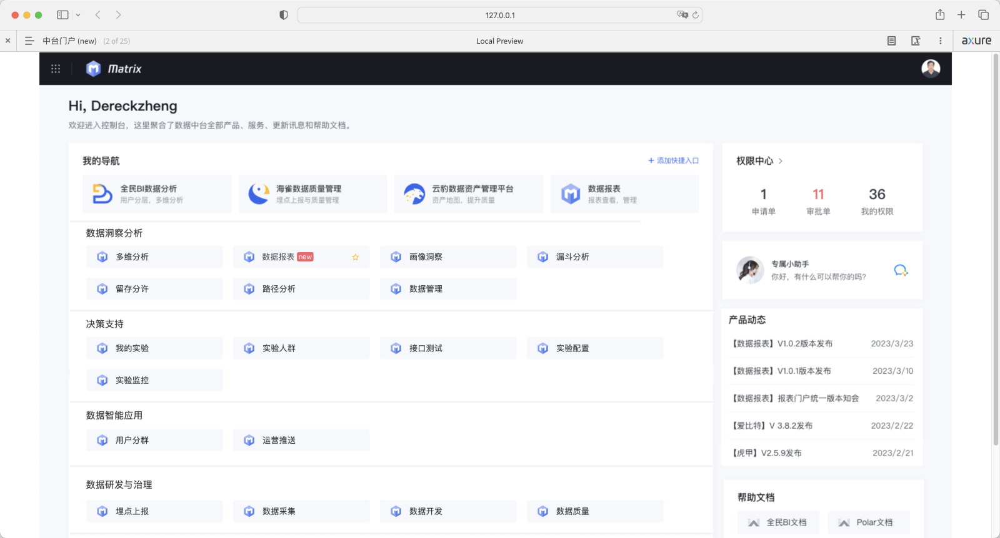 127.0.0.1
中台门户 (new) (2 of 25)
Local Preview
axure
Matrix
Hi, Dereckzheng
欢迎进入控制台，这里聚合了数据中台全部产品、服务、更新讯息和帮助文档。
我的导航
+ 添加快捷入口
全民BI数据分析
用户分层，多维分析
海雀数据质量管理
埋点上报与质量管理
云豹数据资产管理平台
资产地图，提升质量
数据报表
报表查看，管理
数据洞察分析
多维分析
数据报表 new
画像洞察
漏斗分析
留存分许
路径分析
数据管理
决策支持
我的实验
实验人群
接口测试
实验配置
实验监控
数据智能应用
用户分群
运营推送
数据研发与治理
埋点上报
数据采集
数据开发
数据质量
权限中心 >
1 11 36
申请单 审批单 我的权限
专属小助手
你好，有什么可以帮你的吗？
产品动态
【数据报表】V1.0.2版本发布 2023/3/23
【数据报表】V1.0.1版本发布 2023/3/10
【数据报表】报表门户统一版本知会 2023/3/2
【爱比特】V 3.8.2发布 2023/2/22
【虎甲】V2.5.9发布 2023/2/21
帮助文档
全民BI文档
Polar文档